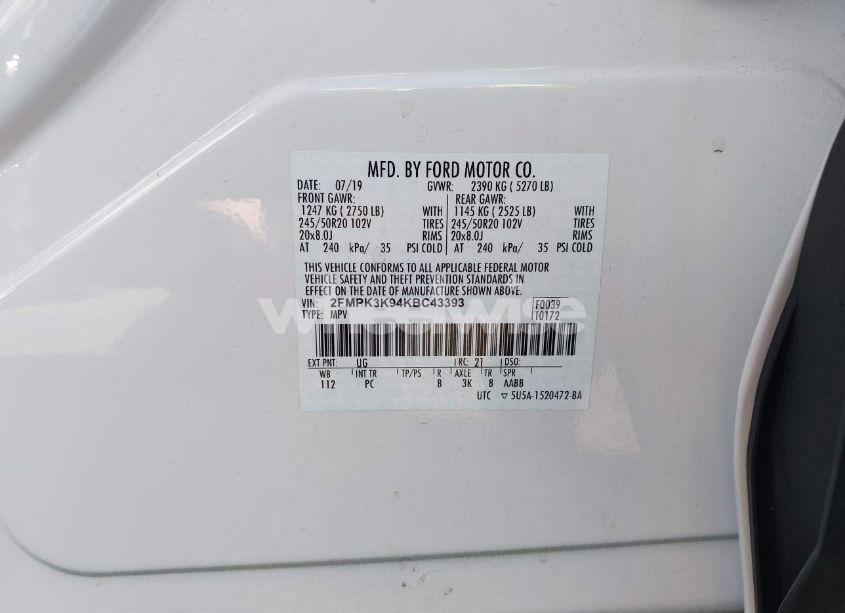 MFD. BY FORD MOTOR CO.
DATE: 07/19 GVWR: 2390 KG ( 5270 LB)
FRONT GAWR: REAR GAWR:
1247 KG ( 2750 LB) WITH 1145 KG ( 2525 LB) WITH
245/50R20 102V TIRES 245/50R20 102V TIRES
20x8.0J RIMS 20x8.0J RIMS
AT 240 kPa/ 35 PSI COLD AT 240 kPa/ 35 PSI COLD
THIS VEHICLE CONFORMS TO ALL APPLICABLE FEDERAL MOTOR
VEHICLE SAFETY AND THEFT PREVENTION STANDARDS IN
EFFECT ON THE DATE OF MANUFACTURE SHOWN ABOVE.
VIN: 2FMPK3K94KBC43393 F0039
TYPE: MPV T0172
EXT PNT: UG RC: 21 DSO:
WB INT TR TP/PS R AXLE TR SPR
112 PC B 3K 8 AABB
UTC ▽ 5U5A-1520472-BA